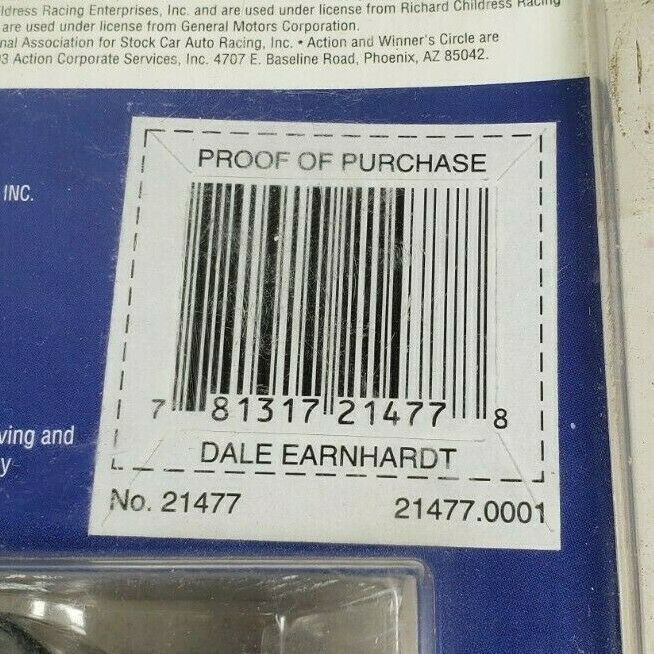 ldress Racing Enterprises, Inc. and are used under license from Richard Childress Racing
are used under license from General Motors Corporation.
nal Association for Stock Car Auto Racing, Inc. • Action and Winner's Circle are
3 Action Corporate Services, Inc. 4707 E. Baseline Road, Phoenix, AZ 85042.
INC.
PROOF OF PURCHASE
7 81317 21477 8
ving and
y
DALE EARNHARDT
No. 21477 21477.0001